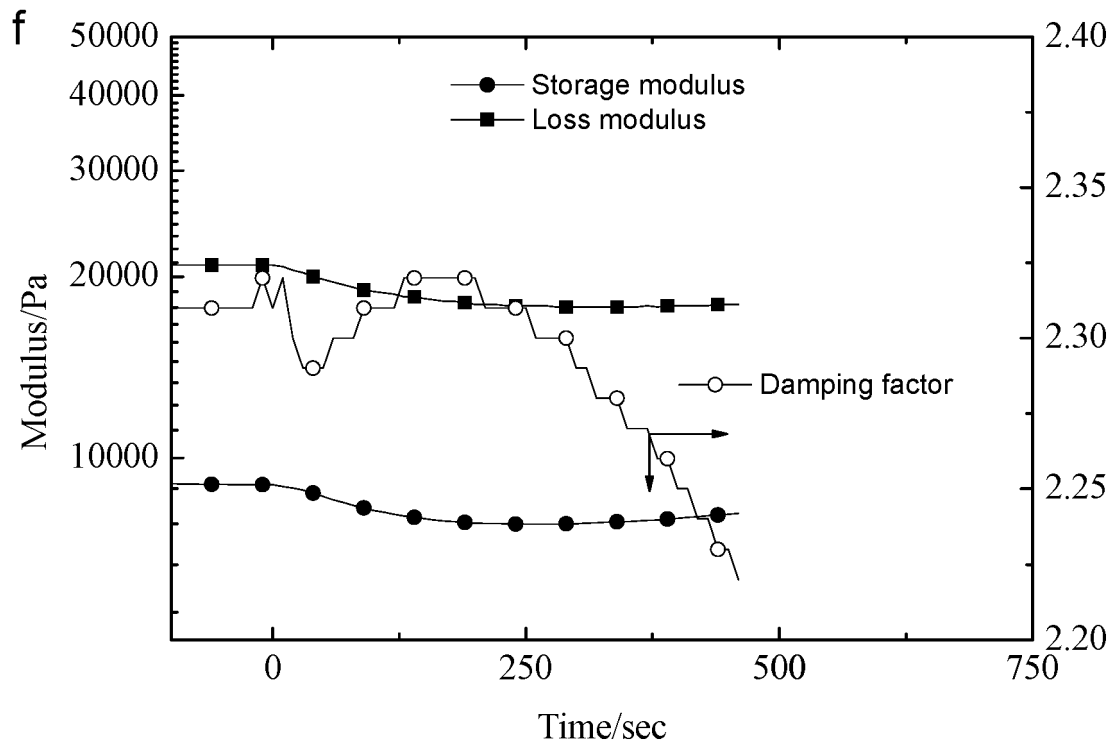 f
50000
40000
30000
20000
10000
Modulus/Pa
Storage modulus
Loss modulus
Damping factor
2.40
2.35
2.30
2.25
2.20
0
250
500
750
Time/sec